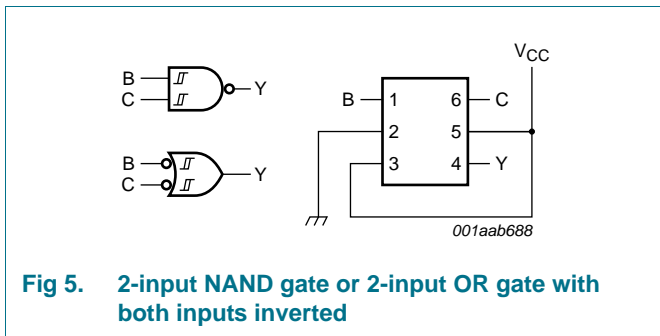 VCC
B
C
Y
B 1 6 C
2 5
3 4 Y
B
C
Y
001aab688
Fig 5. 2-input NAND gate or 2-input OR gate with
both inputs inverted